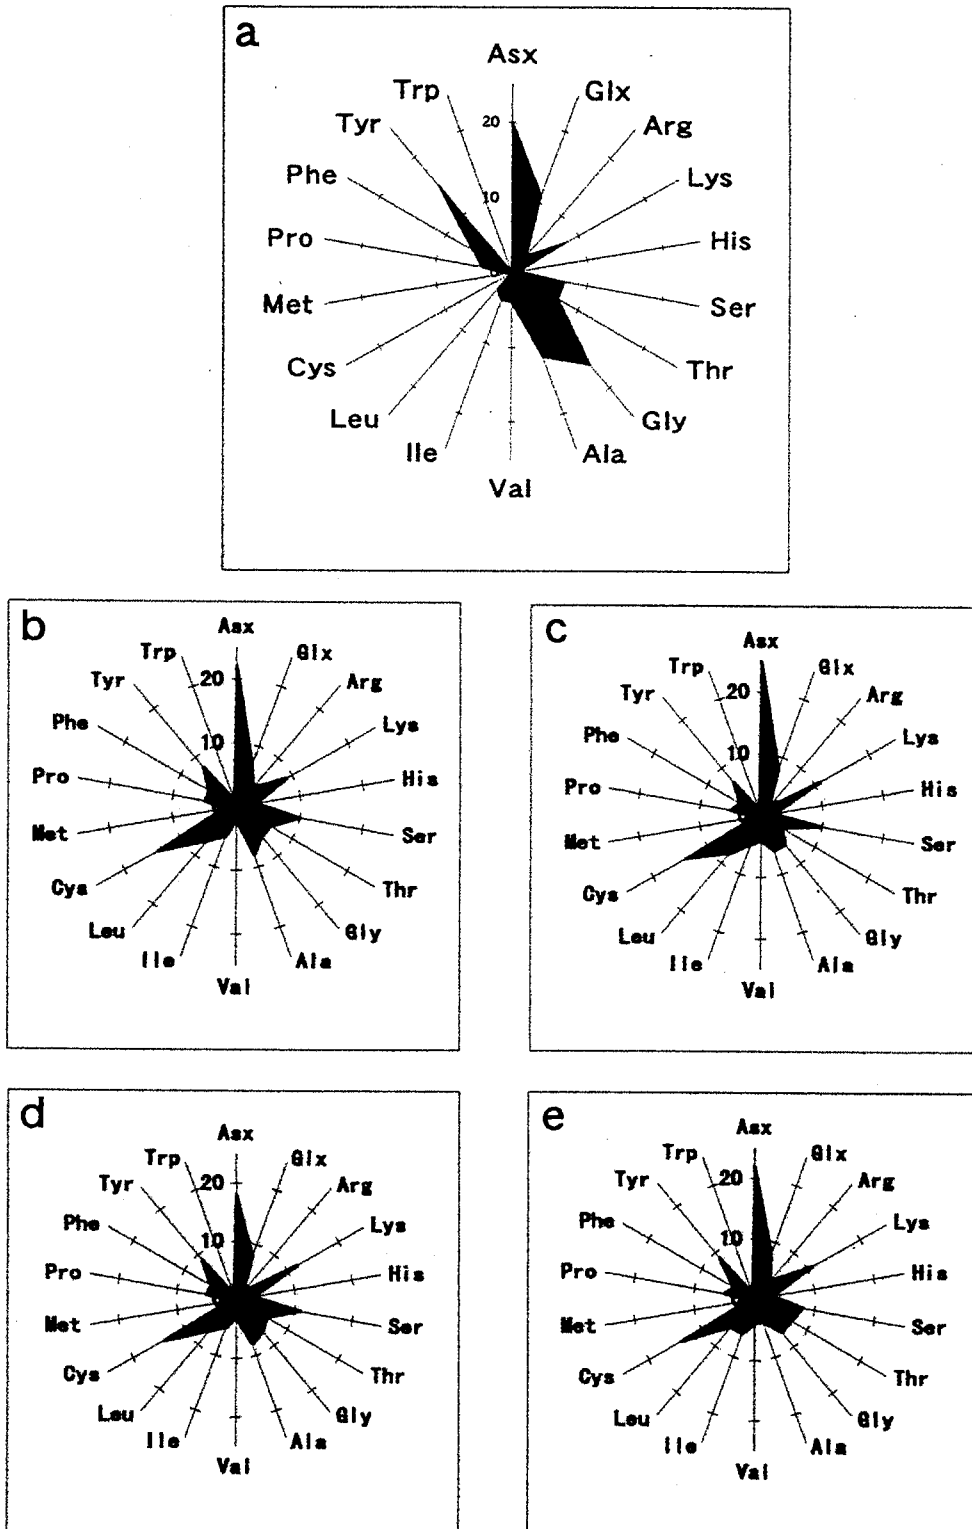 a
Asx
Trp
Glx
Tyr
20
Arg
Phe
Lys
10
Pro
His
0
Met
Ser
Cys
Thr
Leu
Gly
Ile
Ala
Val
b
Asx
Trp
Glx
Tyr
20
Arg
Phe
Lys
10
Pro
His
Met
Ser
Cys
Thr
Leu
Gly
Ile
Ala
Val
c
Asx
Trp
Glx
Tyr
20
Arg
Phe
Lys
10
Pro
His
Met
Ser
Cys
Thr
Leu
Gly
Ile
Ala
Val
d
Asx
Trp
Glx
Tyr
20
Arg
Phe
Lys
10
Pro
His
Met
Ser
Cys
Thr
Leu
Gly
Ile
Ala
Val
e
Asx
Trp
Glx
Tyr
20
Arg
Phe
Lys
10
Pro
His
Met
Ser
Cys
Thr
Leu
Gly
Ile
Ala
Val